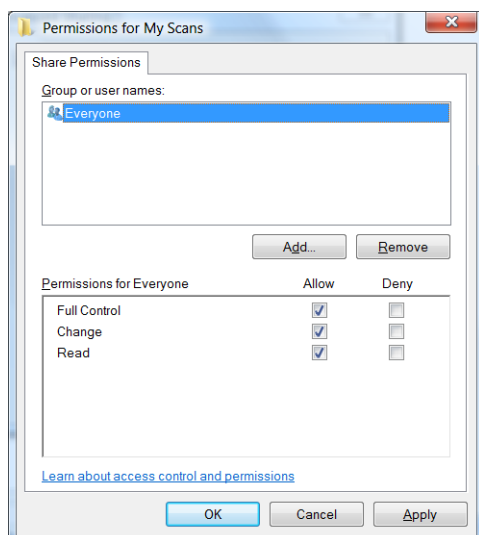 Permissions for My Scans
Share Permissions
Group or user names:
Everyone
Add... Remove
Permissions for Everyone Allow Deny
Full Control
Change
Read
Learn about access control and permissions
OK Cancel Apply